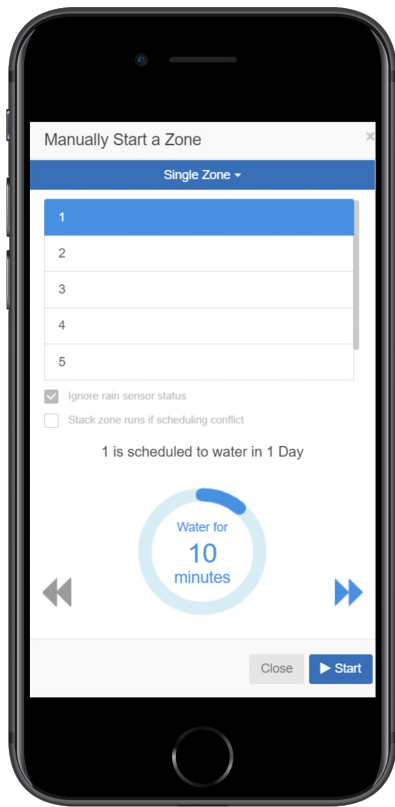 Manually Start a Zone
×
Single Zone
1
2
3
4
5
Ignore rain sensor status
Stack zone runs if scheduling conflict
1 is scheduled to water in 1 Day
Water for
10
minutes
Close
Start